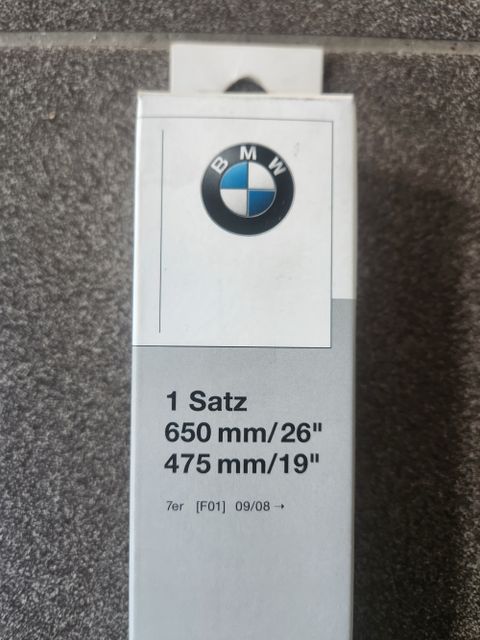 BMW
1 Satz
650 mm/26"
475 mm/19"
7er [F01] 09/08 →